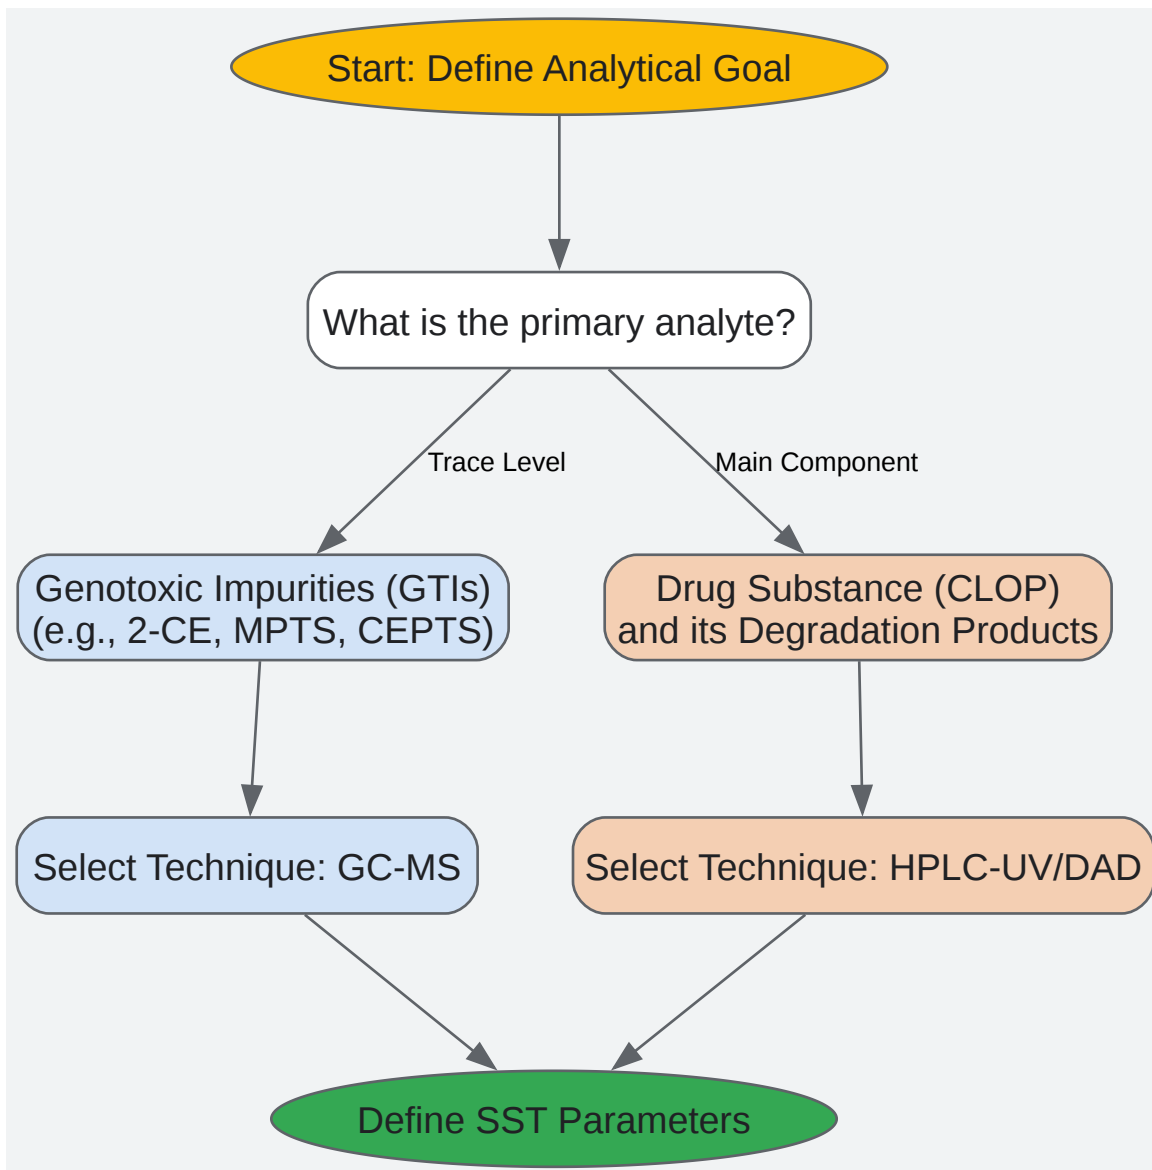 Start: Define Analytical Goal
What is the primary analyte?
Trace Level
Main Component
Genotoxic Impurities (GTIs)
(e.g., 2-CE, MPTS, CEPTS)
Drug Substance (CLOP)
and its Degradation Products
Select Technique: GC-MS
Select Technique: HPLC-UV/DAD
Define SST Parameters